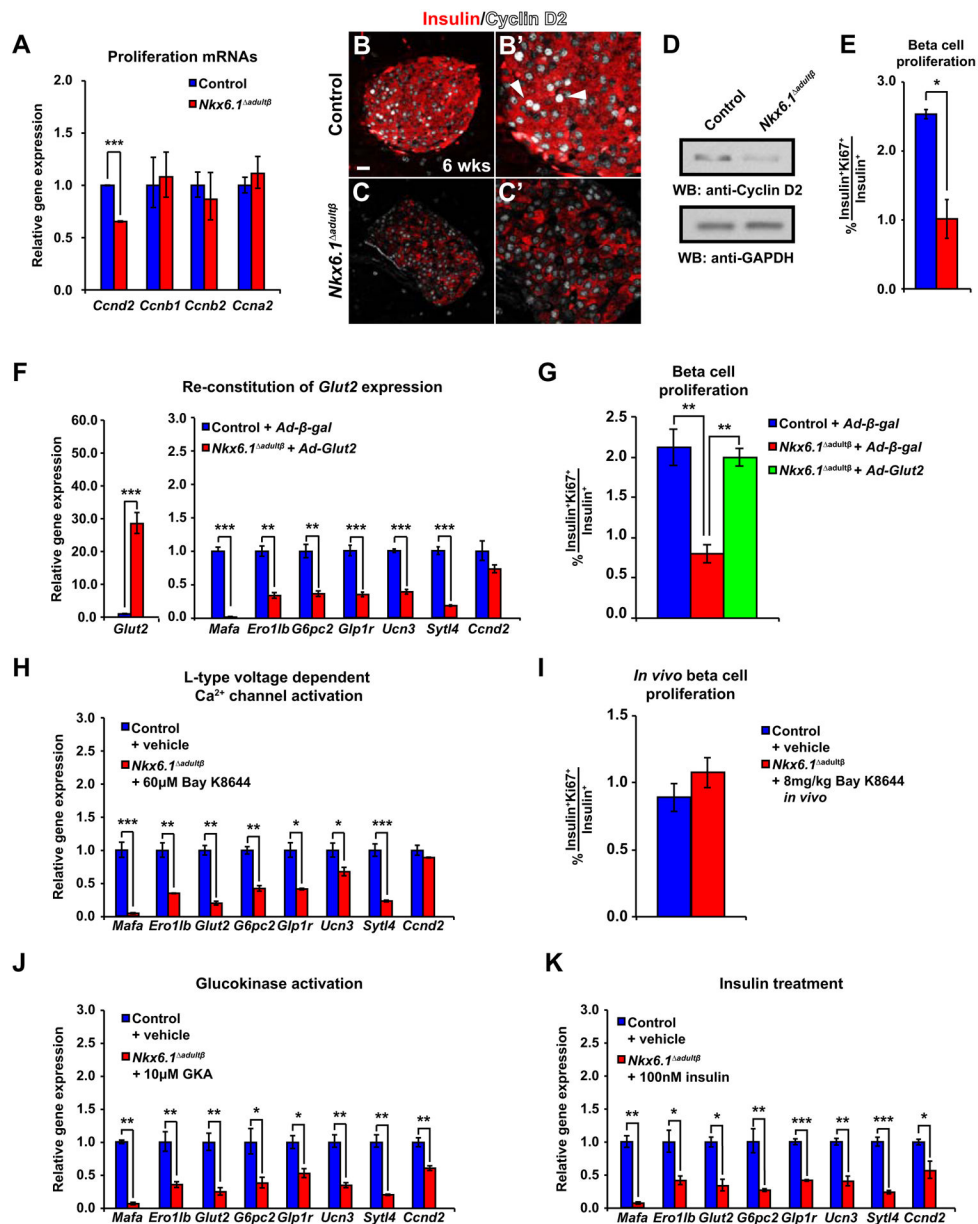 Insulin/Cyclin D2
A
Proliferation mRNAs
Control
Nkx6.1Δadultβ
Relative gene expression
2.0
1.5
1.0
0.5
0.0
***
Ccnd2 Ccnb1 Ccnb2 Ccna2
B
B'
Control
6 wks
C
C'
Nkx6.1Δadultβ
D
Control
Nkx6.1Δadultβ
WB: anti-Cyclin D2
WB: anti-GAPDH
E
Beta cell
proliferation
% Insulin+Ki67+
Insulin+
3.0
2.0
1.0
0.0
*
F
Re-constitution of Glut2 expression
Relative gene expression
60.0
50.0
40.0
30.0
20.0
10.0
0.0
***
Glut2
3.0
2.5
2.0
1.5
1.0
0.5
0.0
Control + Ad-β-gal
Nkx6.1Δadultβ + Ad-Glut2
*** ** ** *** *** ***
Mafa Ero1lb G6pc2 Glp1r Ucn3 Sytl4 Ccnd2
G
Beta cell
proliferation
% Insulin+Ki67+
Insulin+
2.5
2.0
1.5
1.0
0.5
0.0
** **
Control + Ad-β-gal
Nkx6.1Δadultβ + Ad-β-gal
Nkx6.1Δadultβ + Ad-Glut2
H
L-type voltage dependent
Ca2+ channel activation
Relative gene expression
3.0
2.5
2.0
1.5
1.0
0.5
0.0
Control
+ vehicle
Nkx6.1Δadultβ
+ 60µM Bay K8644
*** ** ** ** * * ***
Mafa Ero1lb Glut2 G6pc2 Glp1r Ucn3 Sytl4 Ccnd2
I
In vivo beta cell
proliferation
% Insulin+Ki67+
Insulin+
1.5
1.0
0.5
0.0
Control
+ vehicle
Nkx6.1Δadultβ
+ 8mg/kg Bay K8644
in vivo
J
Glucokinase activation
Relative gene expression
3.0
2.5
2.0
1.5
1.0
0.5
0.0
Control
+ vehicle
Nkx6.1Δadultβ
+ 10µM GKA
** ** ** * * ** ** **
Mafa Ero1lb Glut2 G6pc2 Glp1r Ucn3 Sytl4 Ccnd2
K
Insulin treatment
Relative gene expression
3.0
2.5
2.0
1.5
1.0
0.5
0.0
Control
+ vehicle
Nkx6.1Δadultβ
+ 100nM insulin
** * * ** *** ** *** *
Mafa Ero1lb Glut2 G6pc2 Glp1r Ucn3 Sytl4 Ccnd2